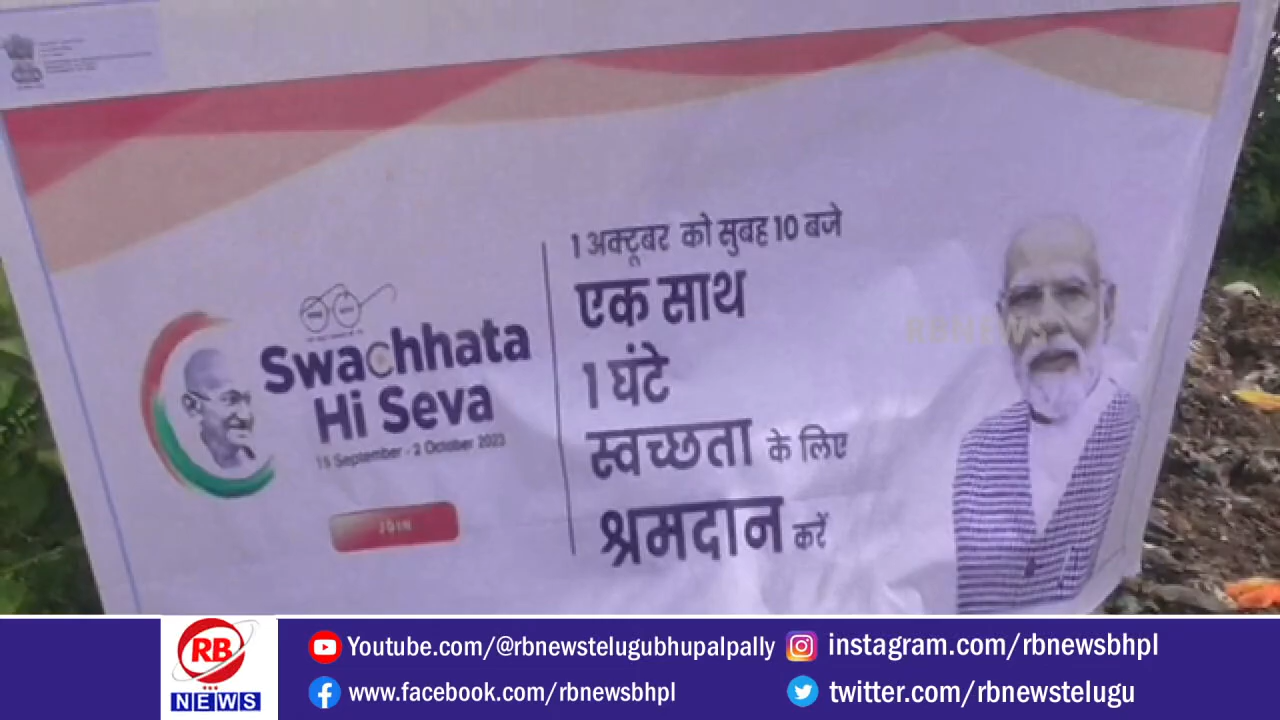 1 अक्टूबर को सुबह 10 बजे
एक साथ
1 घंटे
स्वच्छता के लिए
श्रमदान करें
Swachhata
Hi Seva
15 September - 2 October 2023
JOIN
RBNEWS
RB
NEWS
Youtube.com/@rbnewstelugubhupalpally
instagram.com/rbnewsbhpl
www.facebook.com/rbnewsbhpl
twitter.com/rbnewstelugu